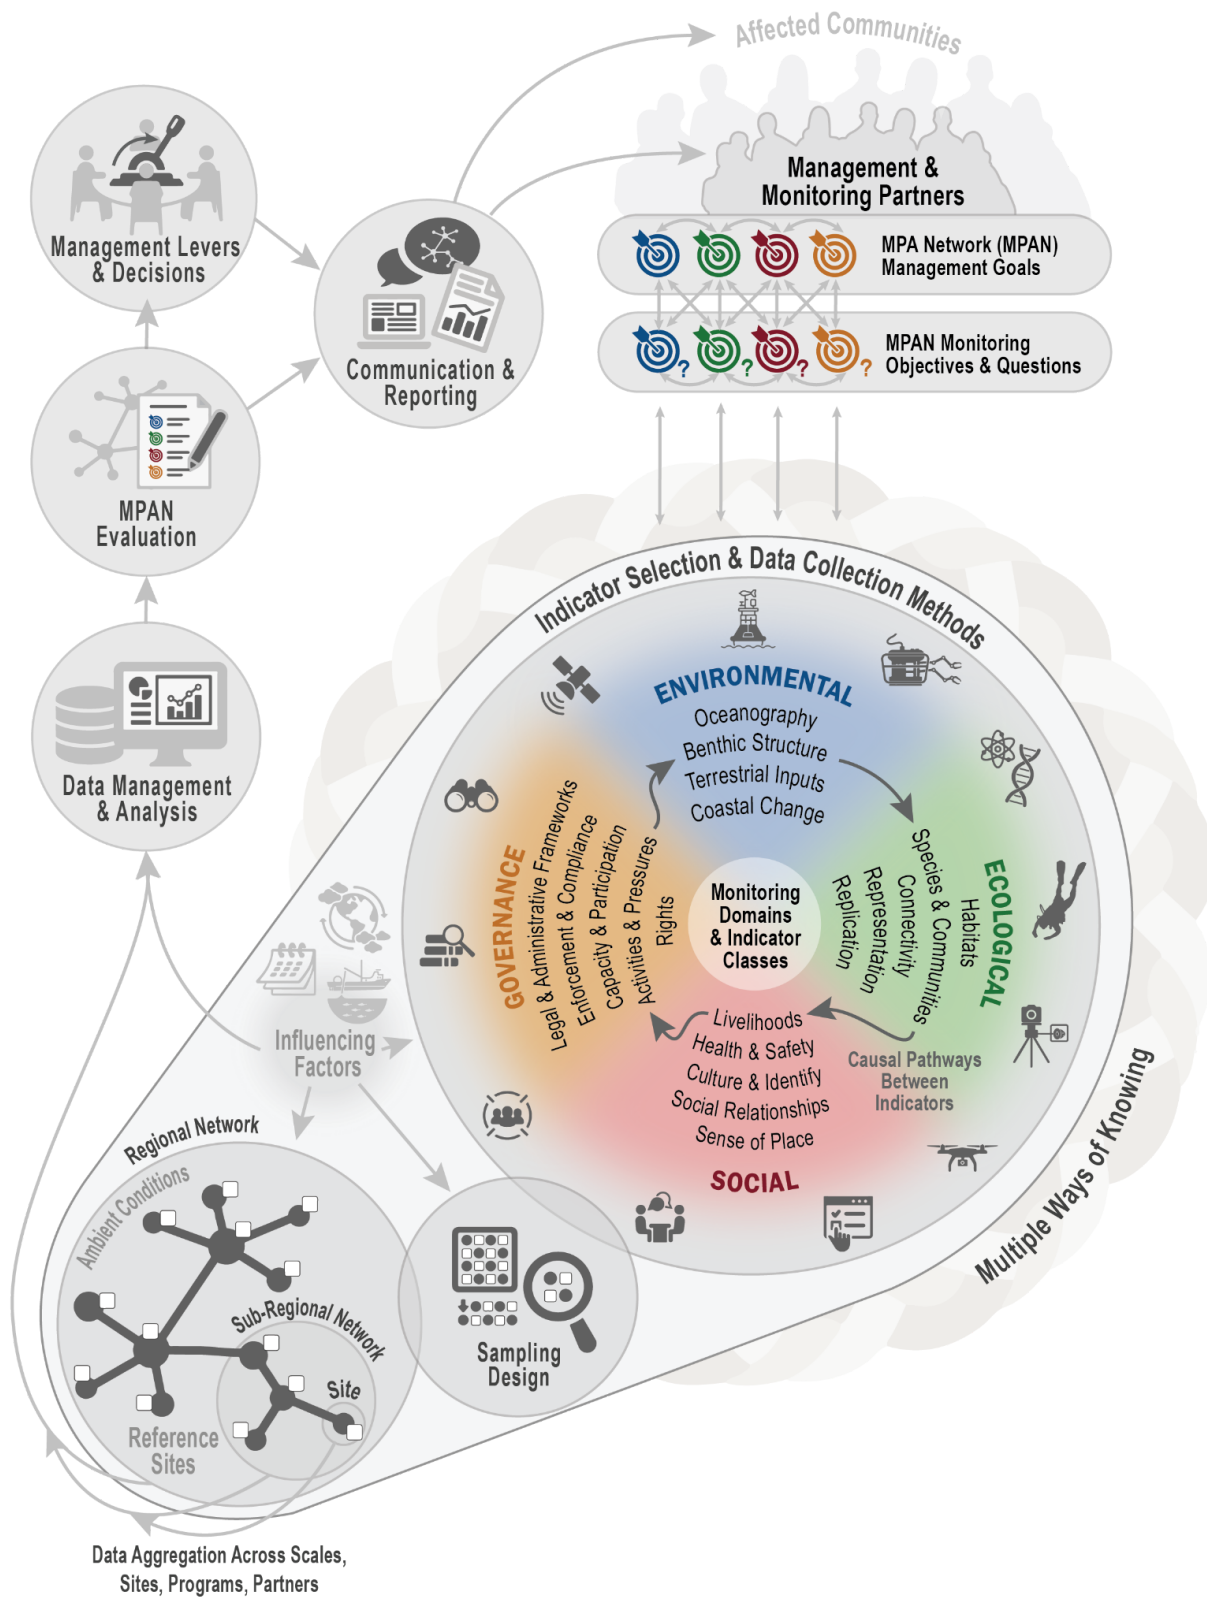 Affected Communities
Management &
Monitoring Partners
MPA Network (MPAN)
Management Goals
MPAN Monitoring
Objectives & Questions
? ? ? ?
Management Levers
& Decisions
Communication &
Reporting
MPAN
Evaluation
Data Management
& Analysis
Indicator Selection & Data Collection Methods
ENVIRONMENTAL
Oceanography
Benthic Structure
Terrestrial Inputs
Coastal Change
ECOLOGICAL
Habitats
Species & Communities
Connectivity
Representation
Replication
Monitoring
Domains
& Indicator
Classes
GOVERNANCE
Legal & Administrative Frameworks
Enforcement & Compliance
Capacity & Participation
Activities & Pressures
Rights
Livelihoods
Health & Safety
Culture & Identify
Social Relationships
Sense of Place
SOCIAL
Causal Pathways
Between
Indicators
Multiple Ways of Knowing
Influencing
Factors
Regional Network
Ambient Conditions
Sub-Regional Network
Site
Reference
Sites
Sampling
Design
Data Aggregation Across Scales,
Sites, Programs, Partners